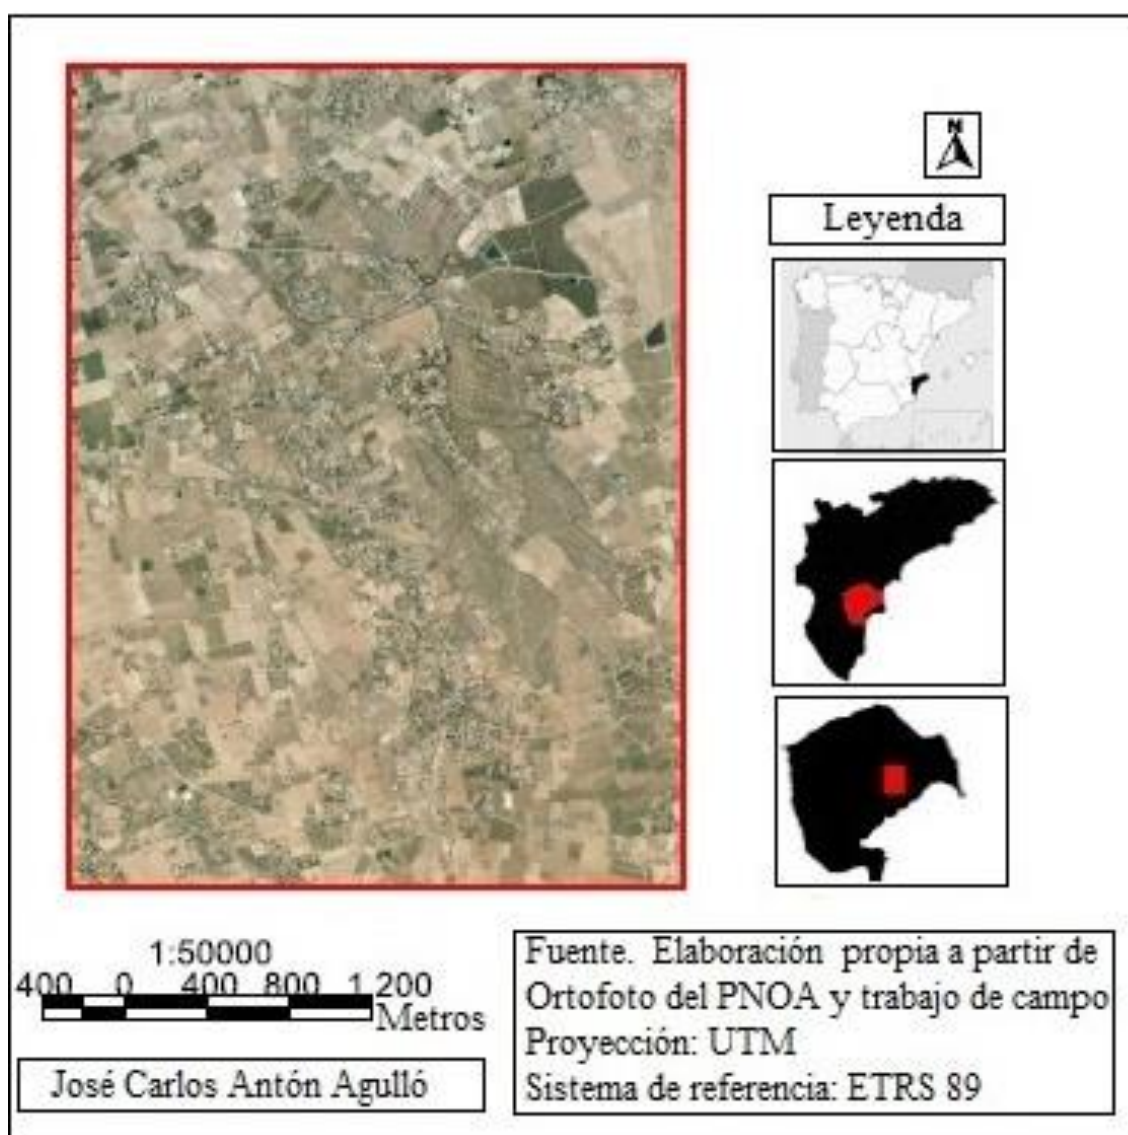 N
Leyenda
1:50000
400 0 400 800 1 200
Metros
José Carlos Antón Agulló
Fuente. Elaboración propia a partir de
Ortofoto del PNOA y trabajo de campo
Proyección: UTM
Sistema de referencia: ETRS 89